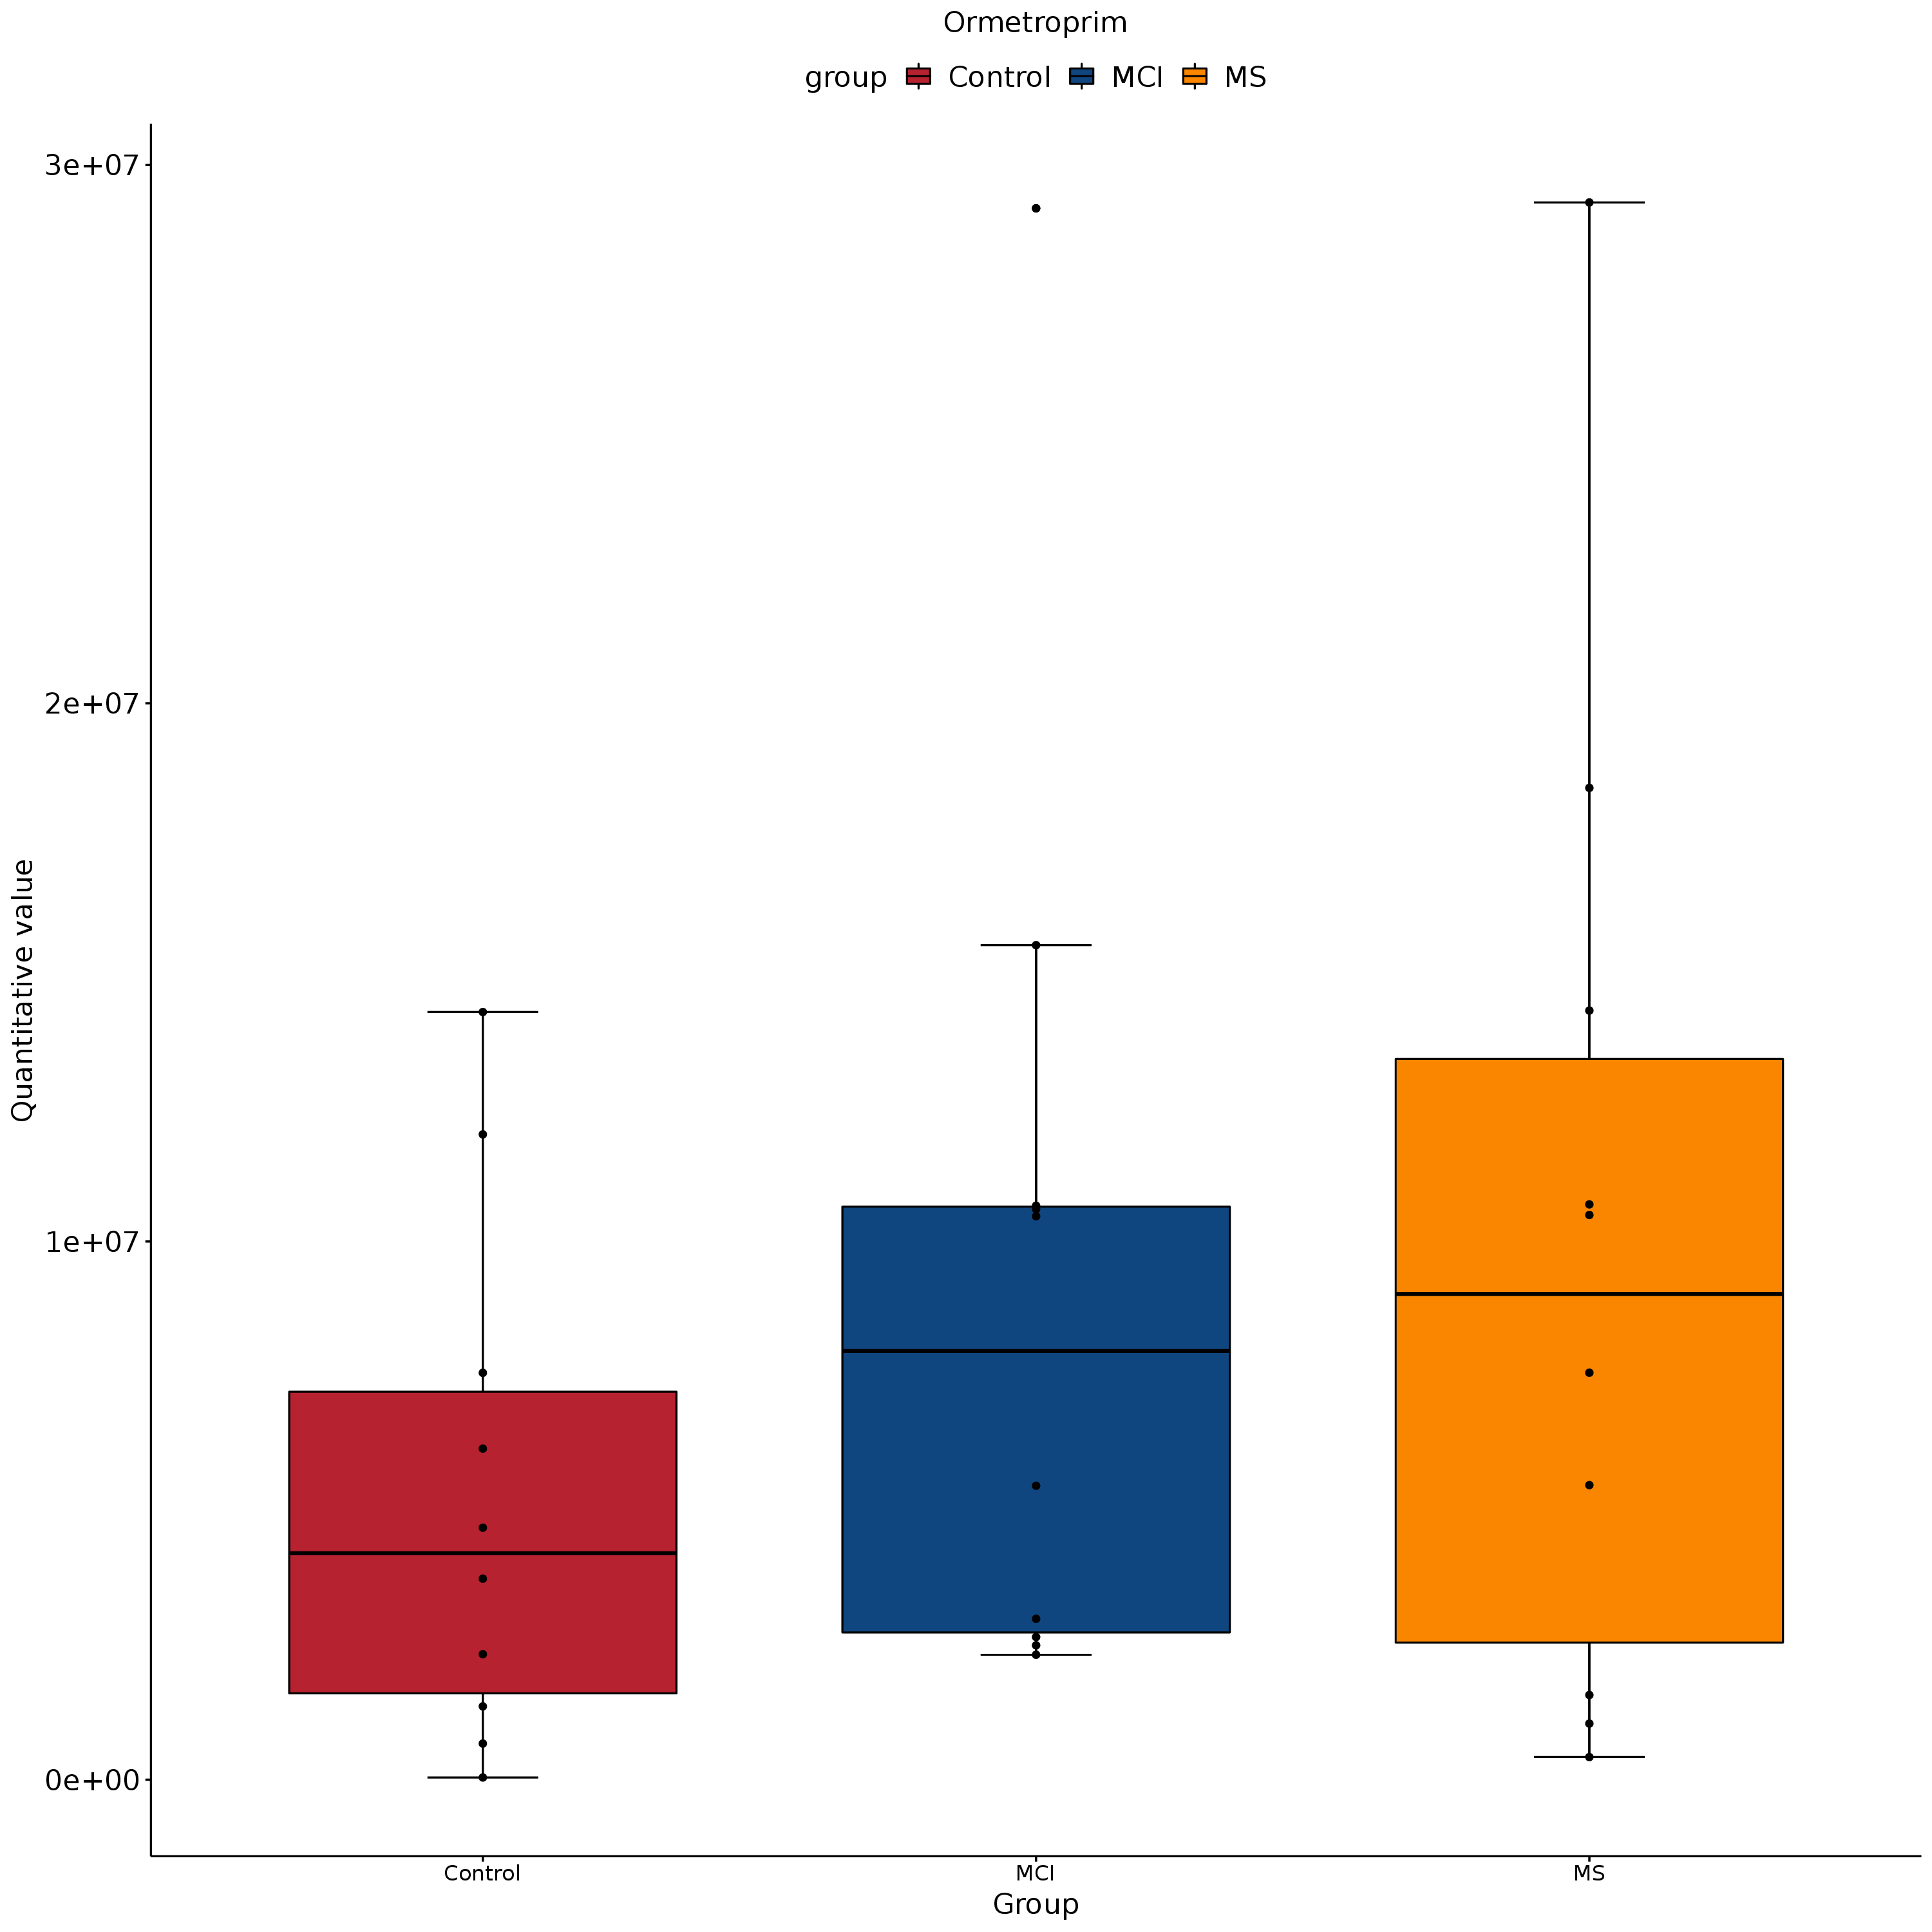 Ormetroprim
group Control MCI MS
3e+07
2e+07
1e+07
0e+00
Quantitative value
Control MCI MS
Group